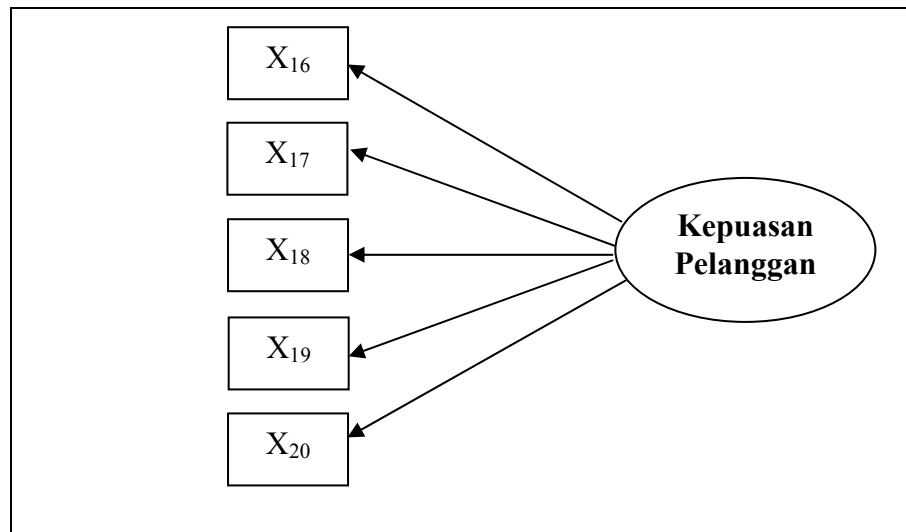 X₁₆
X₁₇
X₁₈
X₁₉
X₂₀
Kepuasan
Pelanggan